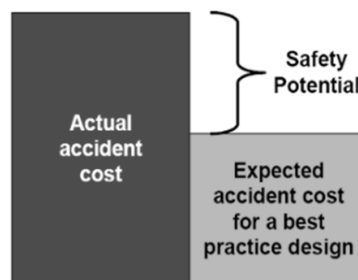 Actual
accident
cost
Safety
Potential
Expected
accident cost
for a best
practice design